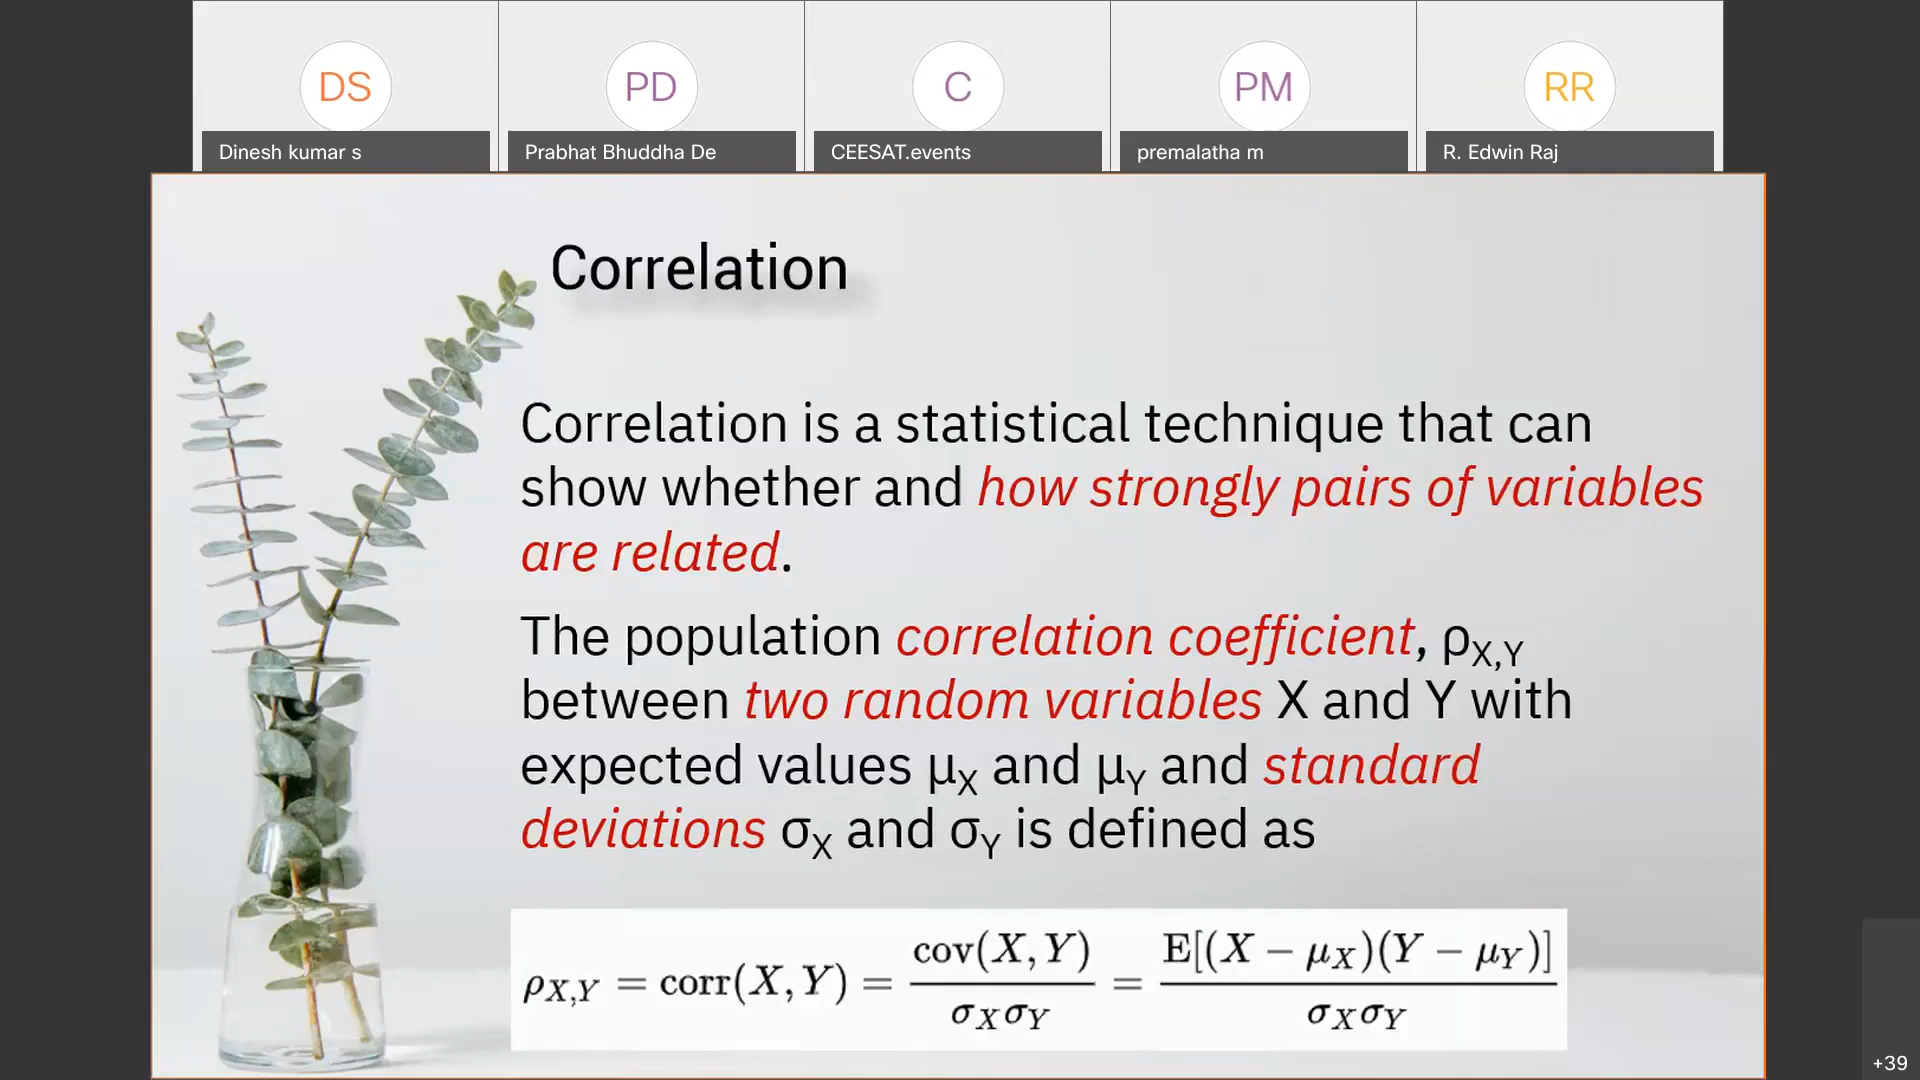 DS
PD
C
PM
RR
Dinesh kumar s
Prabhat Bhuddha De
CEESAT.events
premalatha m
R. Edwin Raj
Correlation
Correlation is a statistical technique that can
show whether and how strongly pairs of variables
are related.
The population correlation coefficient, ρX,Y
between two random variables X and Y with
expected values μX and μY and standard
deviations σX and σY is defined as
ρX,Y = corr(X, Y) = cov(X, Y) / σXσY = E[(X − μX)(Y − μY)] / σXσY
+39